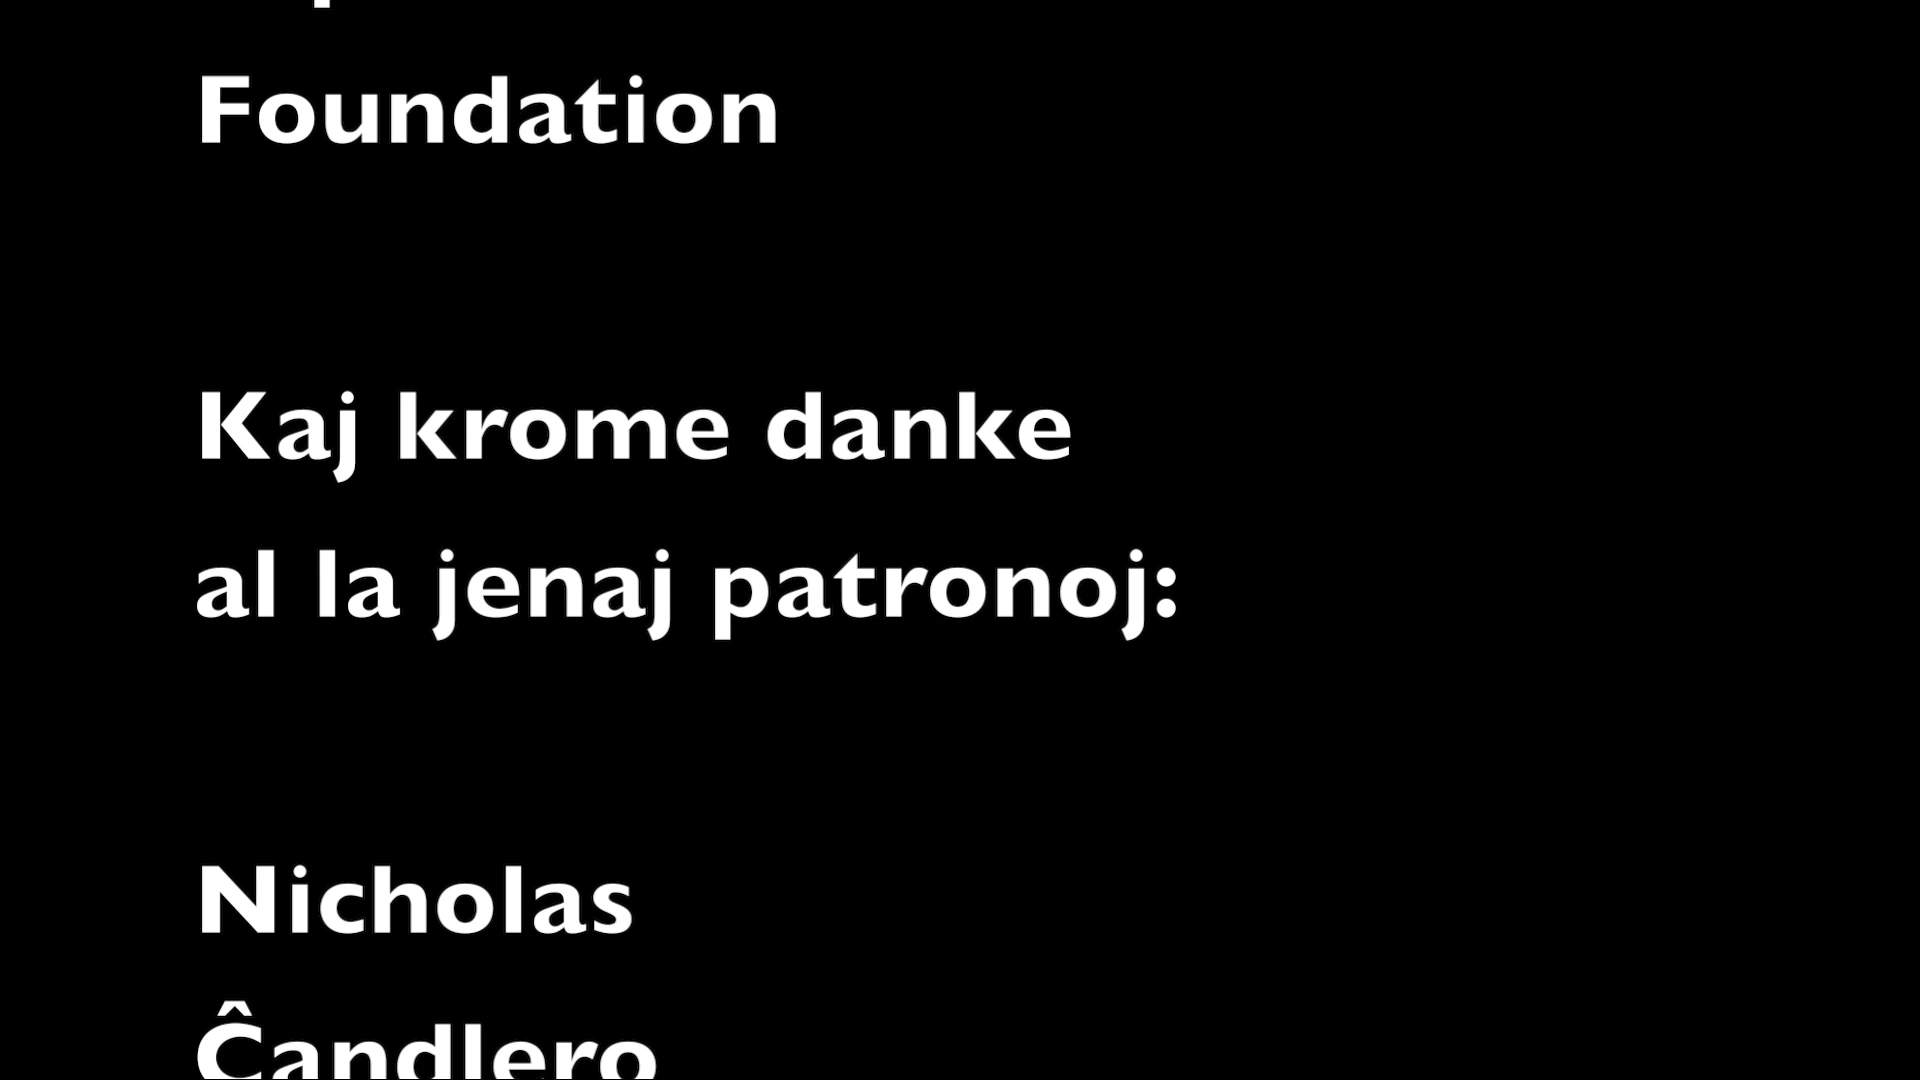 Foundation
Kaj krome danke
al la jenaj patronoj:
Nicholas
Ĉandlero